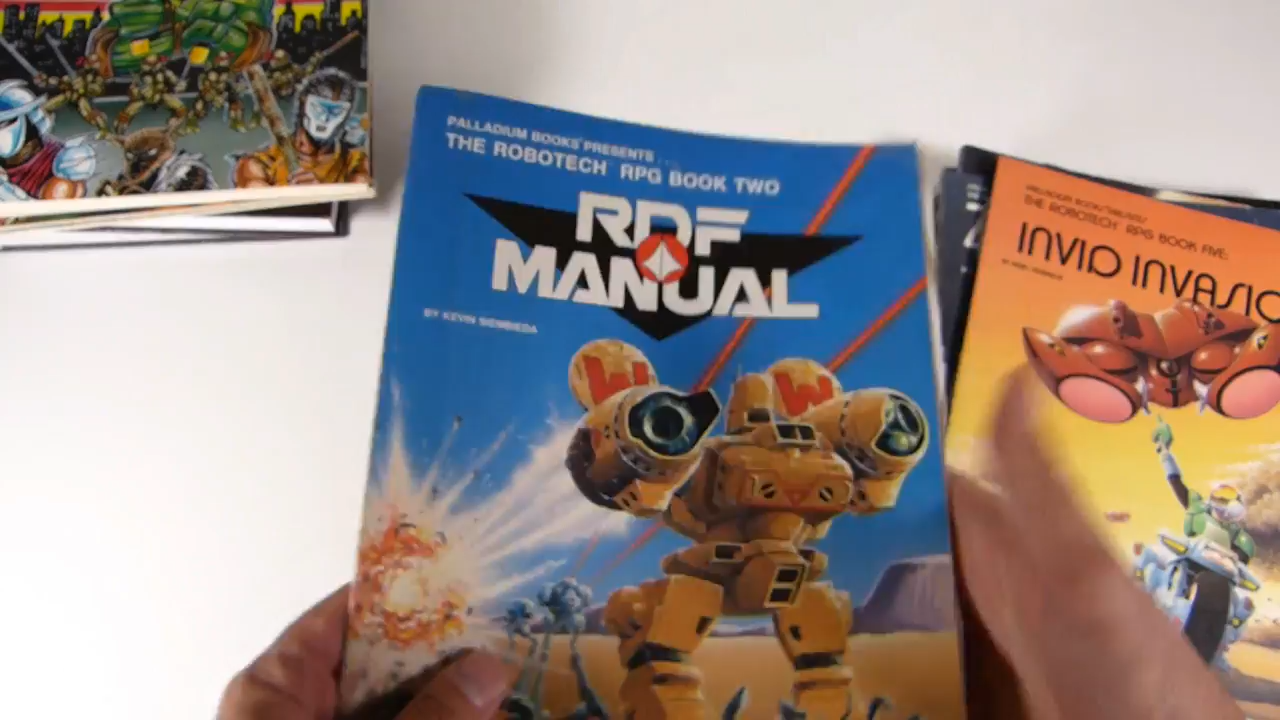 PALLADIUM BOOKS® PRESENTS
THE ROBOTECH™ RPG BOOK TWO
RDF
MANUAL
BY KEVIN SIEMBIEDA
W W
THE ROBOTECH RPG BOOK FIVE:
INVID INVASIO